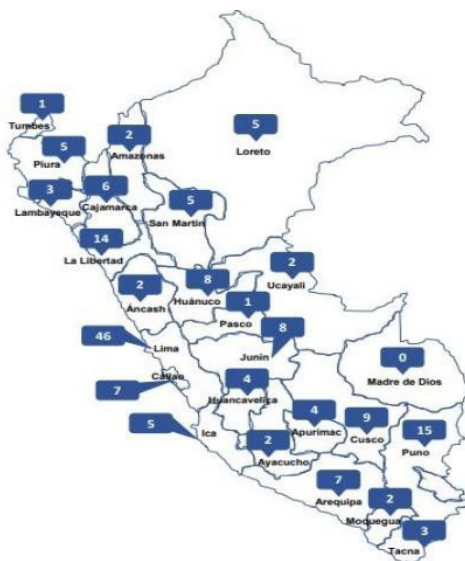 1
Tumbes
5
Piura
2
Amazonas
5
Loreto
3
Lambayeque
6
Cajamarca
5
San Martín
14
La Libertad
2
Áncash
8
Huánuco
2
Ucayali
1
Pasco
46
Lima
8
Junín
0
Madre de Dios
7
Callao
4
Huancavelica
5
Ica
4
Apurimac
9
Cusco
15
Puno
2
Ayacucho
7
Arequipa
2
Moquegua
3
Tacna